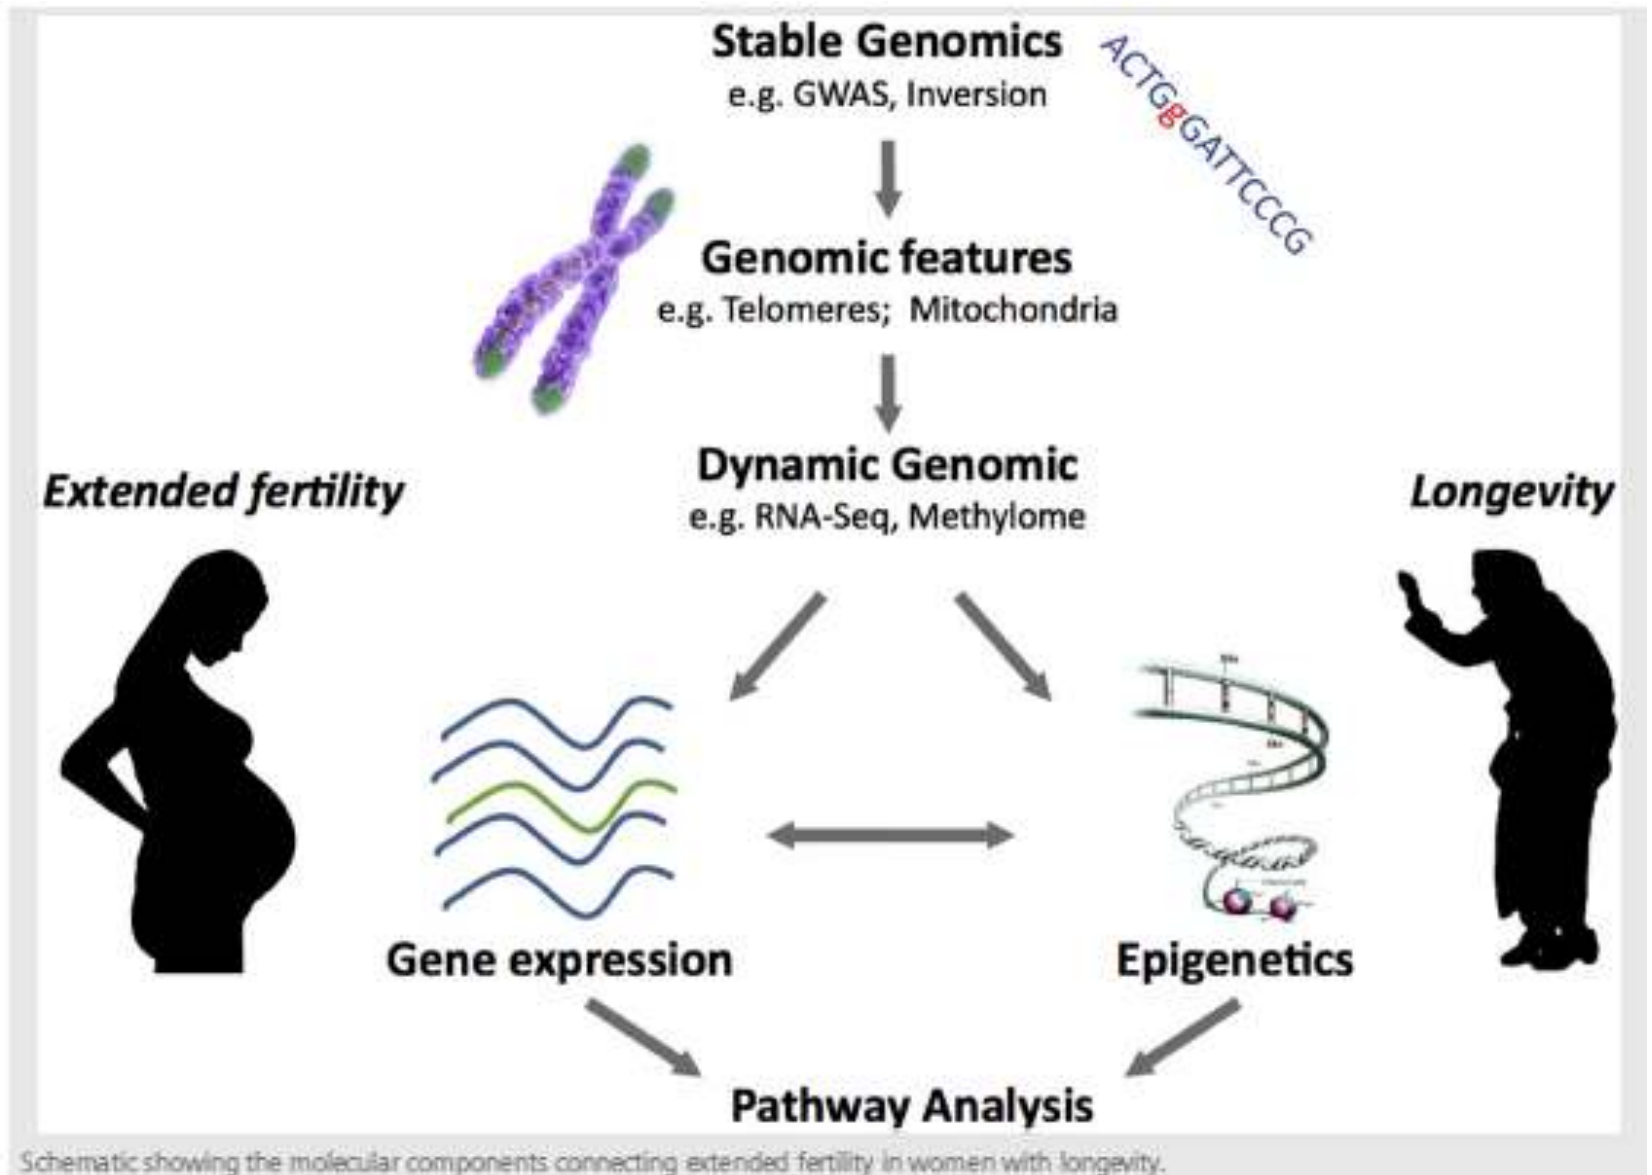 Stable Genomics
e.g. GWAS, Inversion
ACTGgGATTCCCG
Genomic features
e.g. Telomeres; Mitochondria
Dynamic Genomic
e.g. RNA-Seq, Methylome
Extended fertility
Longevity
Gene expression
Epigenetics
Pathway Analysis
Schematic showing the molecular components connecting extended fertility in women with longevity.